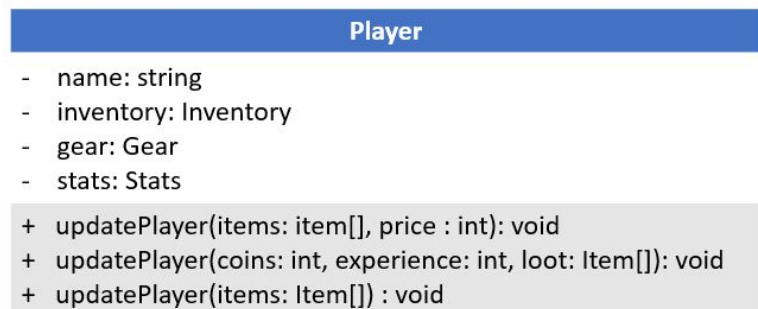 Player
- name: string
- inventory: Inventory
- gear: Gear
- stats: Stats
+ updatePlayer(items: item[], price : int): void
+ updatePlayer(coins: int, experience: int, loot: Item[]): void
+ updatePlayer(items: Item[]) : void